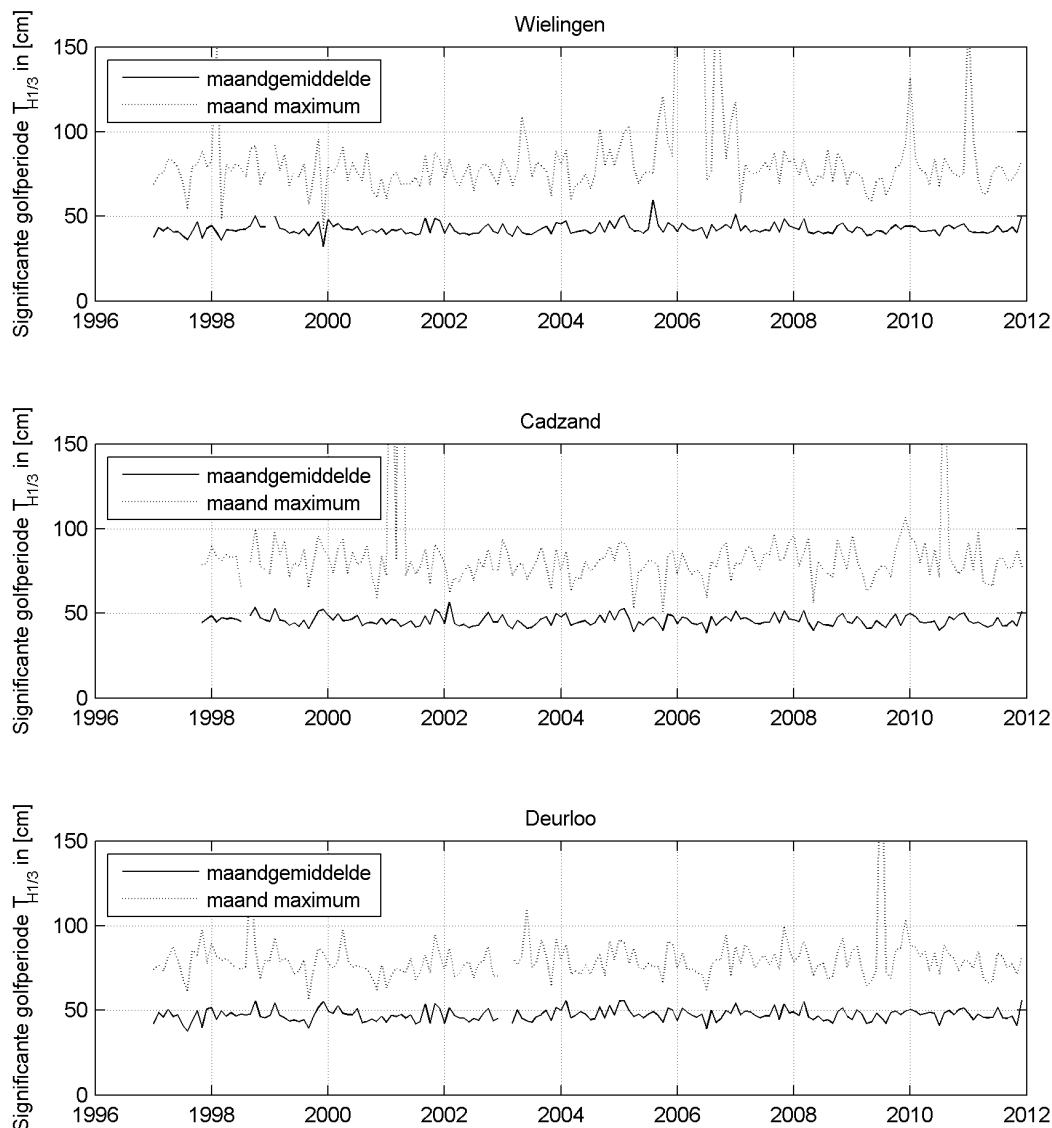 Wielingen
Significante golfperiode T_H1/3 in [cm]
150
100
50
0
maandgemiddelde
maand maximum
1996 1998 2000 2002 2004 2006 2008 2010 2012
Cadzand
Significante golfperiode T_H1/3 in [cm]
150
100
50
0
maandgemiddelde
maand maximum
1996 1998 2000 2002 2004 2006 2008 2010 2012
Deurloo
Significante golfperiode T_H1/3 in [cm]
150
100
50
0
maandgemiddelde
maand maximum
1996 1998 2000 2002 2004 2006 2008 2010 2012